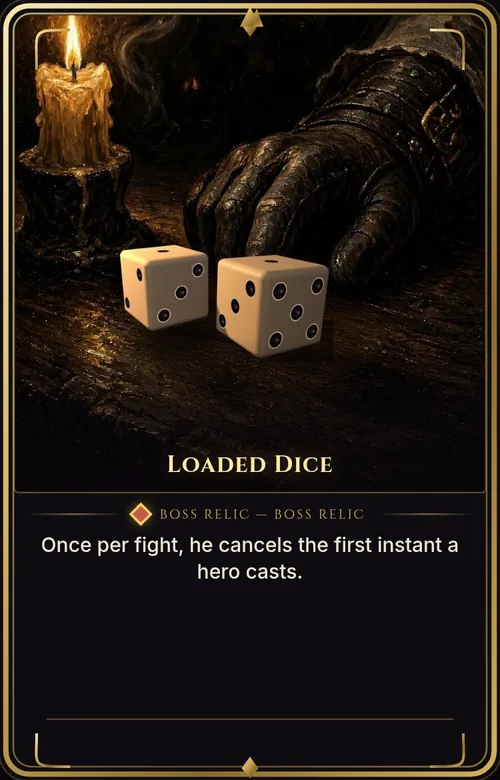 Loaded Dice
BOSS RELIC — BOSS RELIC
Once per fight, he cancels the first instant a
hero casts.